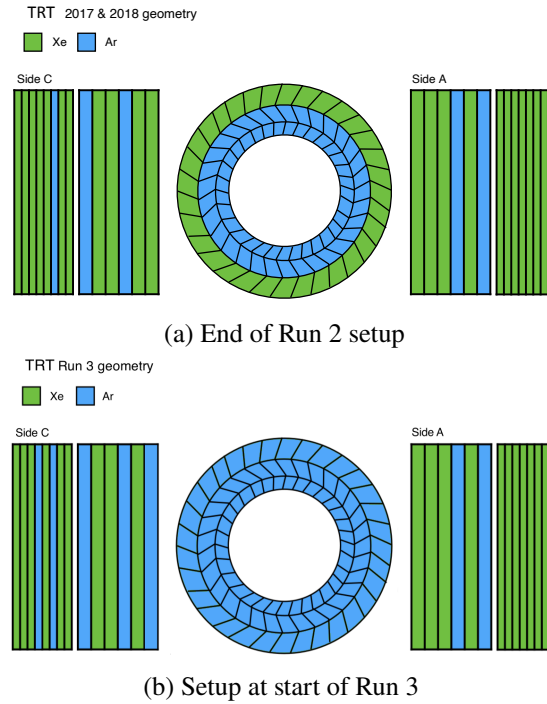 TRT 2017 & 2018 geometry
Xe Ar
Side C
Side A
(a) End of Run 2 setup
TRT Run 3 geometry
Xe Ar
Side C
Side A
(b) Setup at start of Run 3